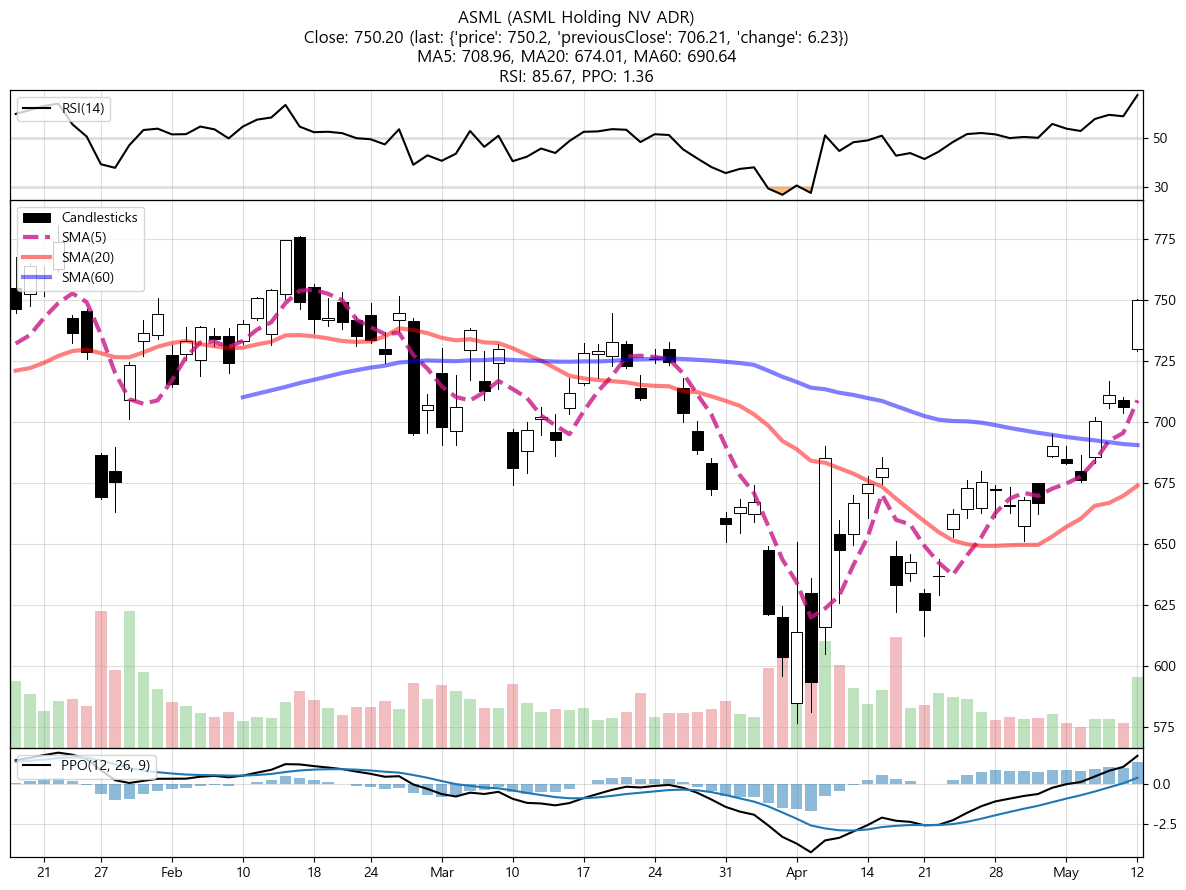 ASML (ASML Holding NV ADR)
Close: 750.20 (last: {'price': 750.2, 'previousClose': 706.21, 'change': 6.23})
MA5: 708.96, MA20: 674.01, MA60: 690.64
RSI: 85.67, PPO: 1.36
RSI(14)
50
30
Candlesticks
SMA(5)
SMA(20)
SMA(60)
775
750
725
700
675
650
625
600
575
PPO(12, 26, 9)
0.0
-2.5
21 27 Feb 10 18 24 Mar 10 17 24 Apr 14 21 28 May 12